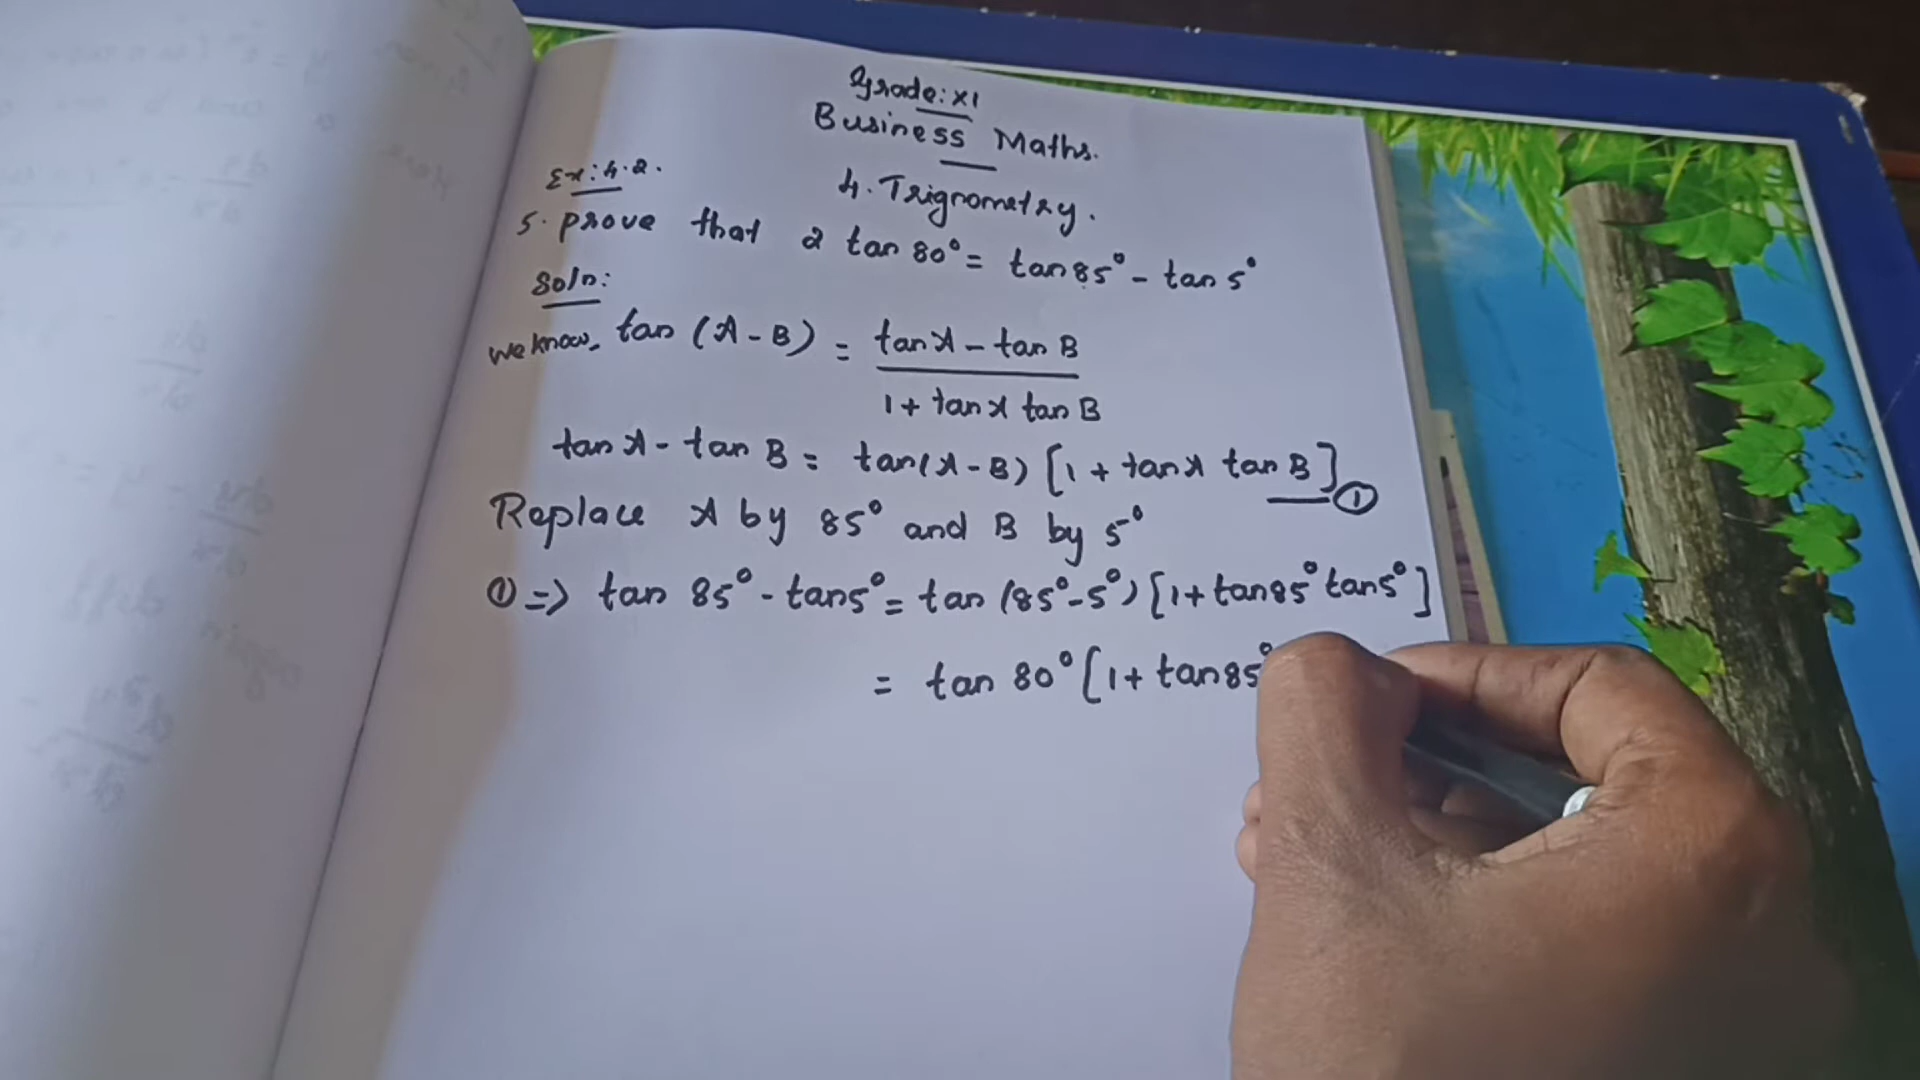 Grade: XI
Business Maths.
Ex: 4.2.
4. Trignometry.
5. Prove that 2 tan 80° = tan 85° - tan 5°
Soln:
We know, tan (A - B) = tan A - tan B
1 + tan A tan B
tan A - tan B = tan (A - B) [1 + tan A tan B] ①
Replace A by 85° and B by 5°
① => tan 85° - tan 5° = tan (85° - 5°) [1 + tan 85° tan 5°]
= tan 80° [1 + tan 85°